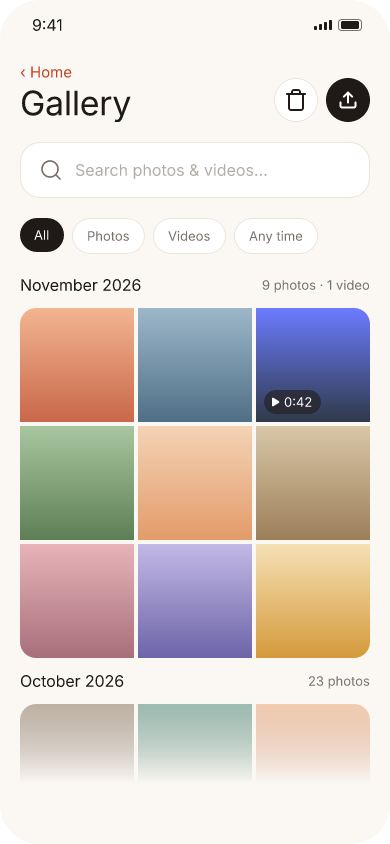 9:41
‹ Home
Gallery
Search photos & videos...
All Photos Videos Any time
November 2026 9 photos · 1 video
0:42
October 2026 23 photos